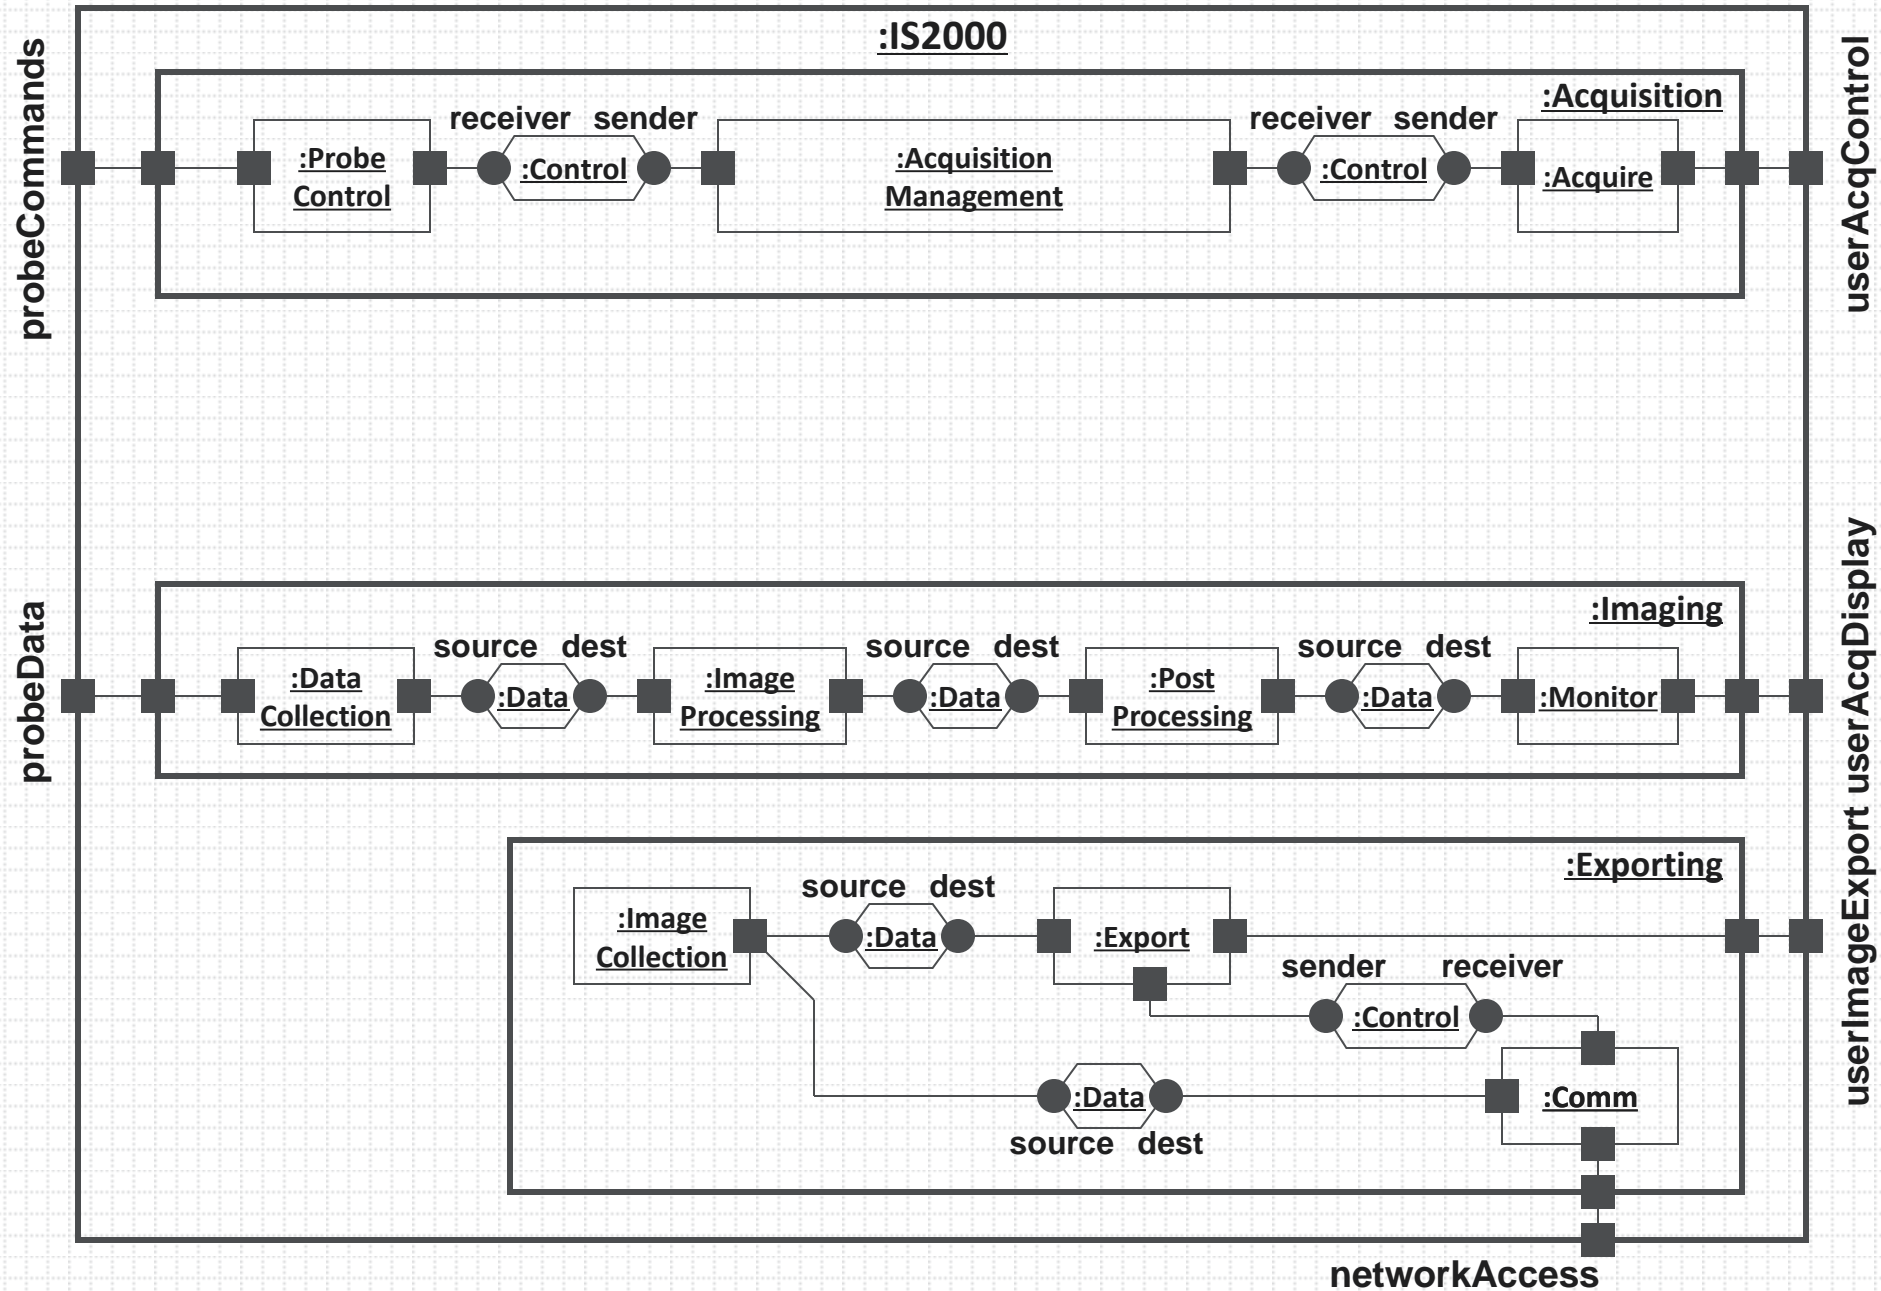 :IS2000
probeCommands
userAcqControl
:Acquisition
receiver sender
receiver sender
:Probe
Control
:Control
:Acquisition
Management
:Control
:Acquire
probeData
userImageExport userAcqDisplay
:Imaging
source dest
source dest
source dest
:Data
Collection
:Data
:Image
Processing
:Data
:Post
Processing
:Data
:Monitor
:Exporting
source dest
:Image
Collection
:Data
:Export
sender receiver
:Control
:Data
:Comm
source dest
networkAccess